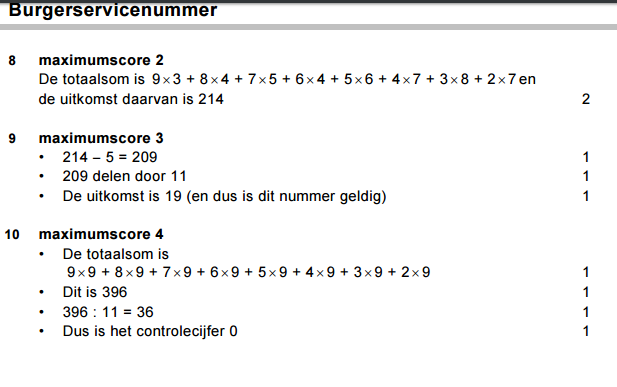 Burgerservicenummer
8 maximumscore 2
De totaalsom is 9×3 + 8×4 + 7×5 + 6×4 + 5×6 + 4×7 + 3×8 + 2×7 en
de uitkomst daarvan is 214 2
9 maximumscore 3
• 214 – 5 = 209 1
• 209 delen door 11 1
• De uitkomst is 19 (en dus is dit nummer geldig) 1
10 maximumscore 4
• De totaalsom is
9×9 + 8×9 + 7×9 + 6×9 + 5×9 + 4×9 + 3×9 + 2×9 1
• Dit is 396 1
• 396 : 11 = 36 1
• Dus is het controlecijfer 0 1